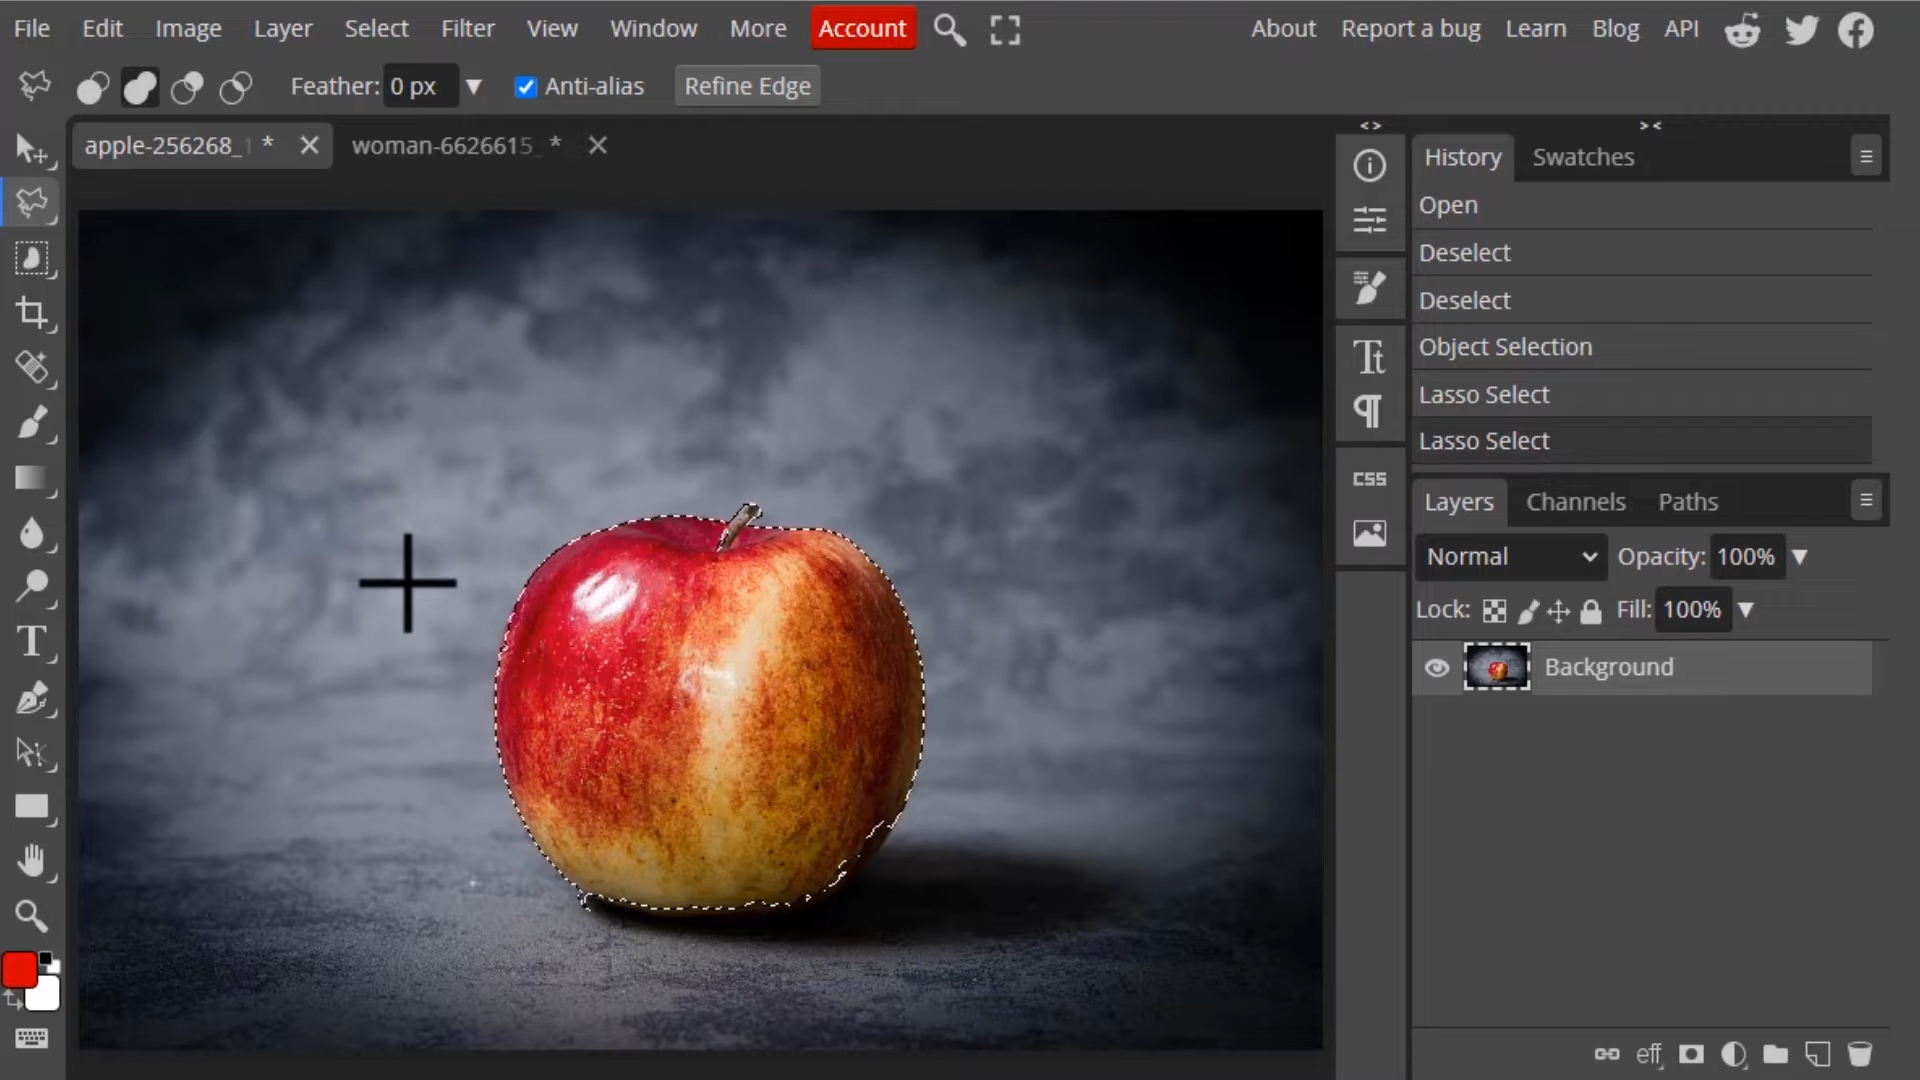 File Edit Image Layer Select Filter View Window More Account About Report a bug Learn Blog API
Feather: 0 px Anti-alias Refine Edge
apple-256268_1 * woman-6626615_ *
History Swatches
Open
Deselect
Deselect
Object Selection
Lasso Select
Lasso Select
CSS
Layers Channels Paths
Normal Opacity: 100%
Lock: Fill: 100%
Background
eff